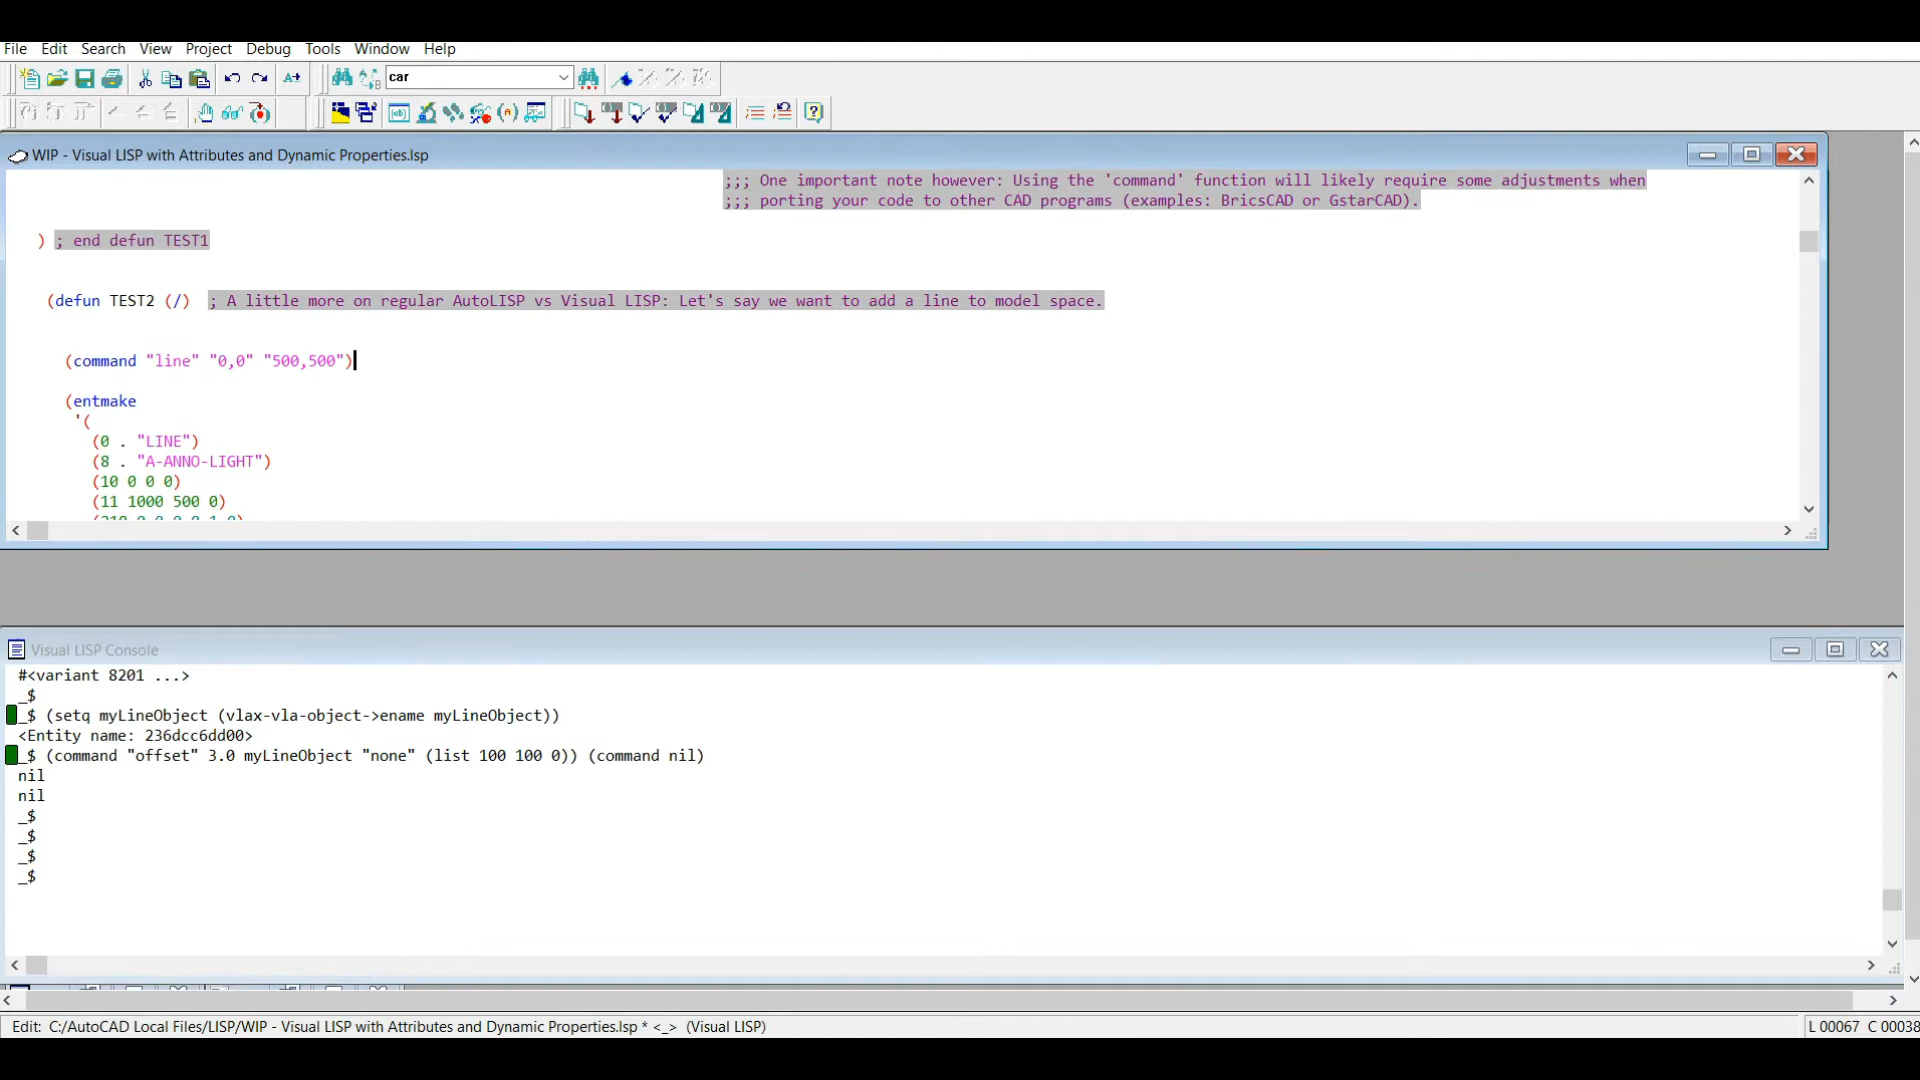 File Edit Search View Project Debug Tools Window Help
car
WIP - Visual LISP with Attributes and Dynamic Properties.lsp
;;; One important note however: Using the 'command' function will likely require some adjustments when
;;; porting your code to other CAD programs (examples: BricsCAD or GstarCAD).
) ; end defun TEST1
(defun TEST2 (/) ; A little more on regular AutoLISP vs Visual LISP: Let's say we want to add a line to model space.
(command "line" "0,0" "500,500")
(entmake
'(
(0 . "LINE")
(8 . "A-ANNO-LIGHT")
(10 0 0 0)
(11 1000 500 0)
(210 0.0 0.0 1.0)
Visual LISP Console
#<variant 8201 ...>
_$
_$ (setq myLineObject (vlax-vla-object->ename myLineObject))
<Entity name: 236dcc6dd00>
_$ (command "offset" 3.0 myLineObject "none" (list 100 100 0)) (command nil)
nil
nil
_$
_$
_$
_$
Edit: C:/AutoCAD Local Files/LISP/WIP - Visual LISP with Attributes and Dynamic Properties.lsp * <_> (Visual LISP)
L 00067 C 00038